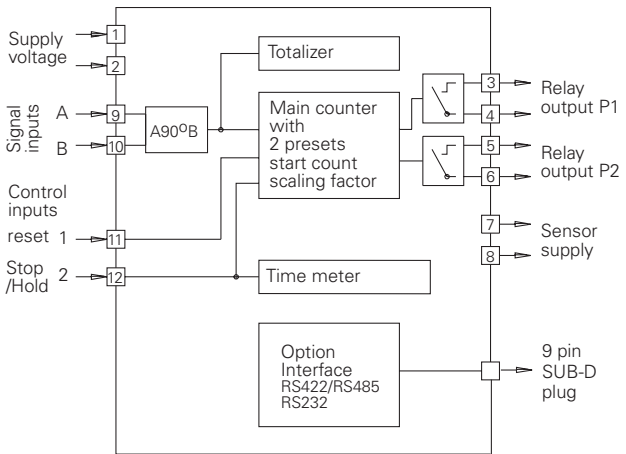 Supply
voltage
1
2
Signal
inputs
A
9
B
10
A90ºB
Totalizer
Main counter
with
2 presets
start count
scaling factor
3
4
Relay
output P1
5
6
Relay
output P2
Control
inputs
reset 1
11
Stop
/Hold 2
12
7
8
Sensor
supply
Time meter
Option
Interface
RS422/RS485
RS232
9 pin
SUB-D
plug